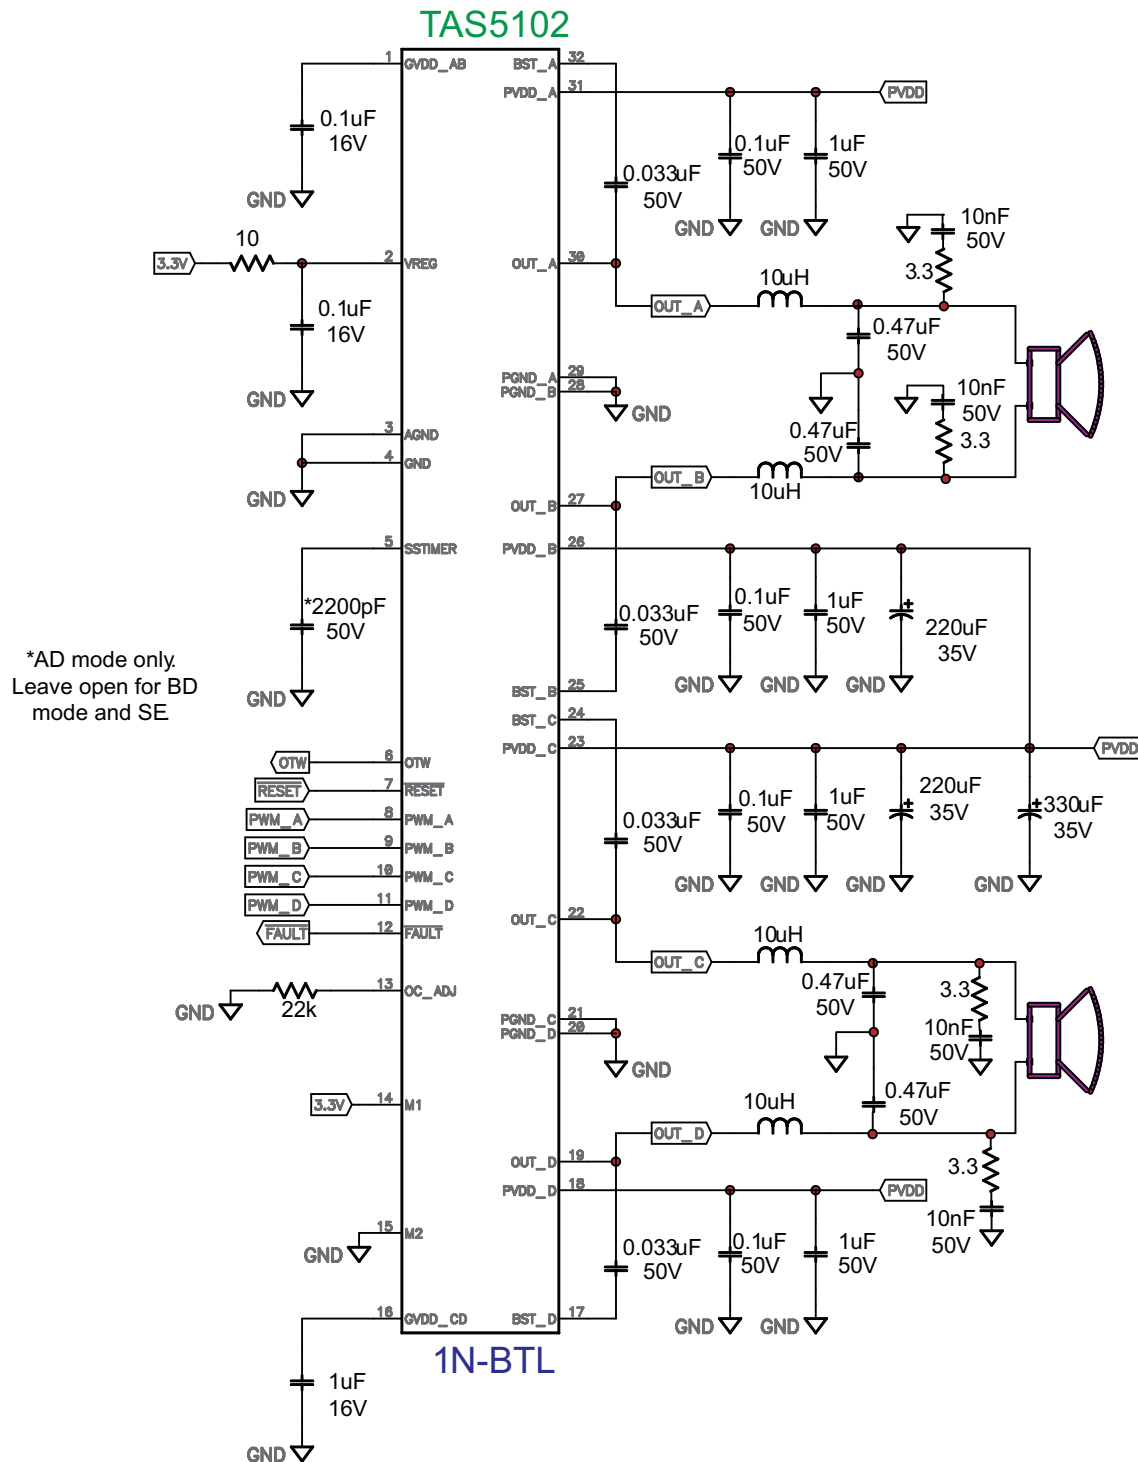 TAS5102
1 GVDD_AB BST_A 32
PVDD_A 31 PVDD
0.1uF
16V
GND
0.033uF
50V
0.1uF
50V
GND
1uF
50V
GND
3.3V 10 2 VREG OUT_A 30
0.1uF
16V
GND
OUT_A 10uH
10nF
50V
3.3
0.47uF
50V
PGND_A 29
PGND_B 28
GND
10nF
50V
3.3
0.47uF
50V
3 AGND
4 GND
GND
OUT_B 10uH
OUT_B 27
5 SSTIMER PVDD_B 26
*2200pF
50V
GND
0.033uF
50V
0.1uF
50V
GND
1uF
50V
GND
220uF
35V
GND
*AD mode only.
Leave open for BD
mode and SE
BST_B 25
BST_C 24
PVDD_C 23 PVDD
OTW 6 OTW
RESET 7 RESET
PWM_A 8 PWM_A
PWM_B 9 PWM_B
PWM_C 10 PWM_C
PWM_D 11 PWM_D
FAULT 12 FAULT
0.033uF
50V
0.1uF
50V
GND
1uF
50V
GND
220uF
35V
GND
330uF
35V
GND
OUT_C 22
OUT_C 10uH
GND 22k 13 OC_ADJ
0.47uF
50V
3.3
10nF
50V
PGND_C 21
PGND_D 20
GND
0.47uF
50V
3.3V 14 M1
OUT_D 10uH
OUT_D 19
PVDD_D 18 PVDD
3.3
10nF
50V
GND 15 M2
0.033uF
50V
0.1uF
50V
GND
1uF
50V
GND
16 GVDD_CD BST_D 17
1N-BTL
1uF
16V
GND